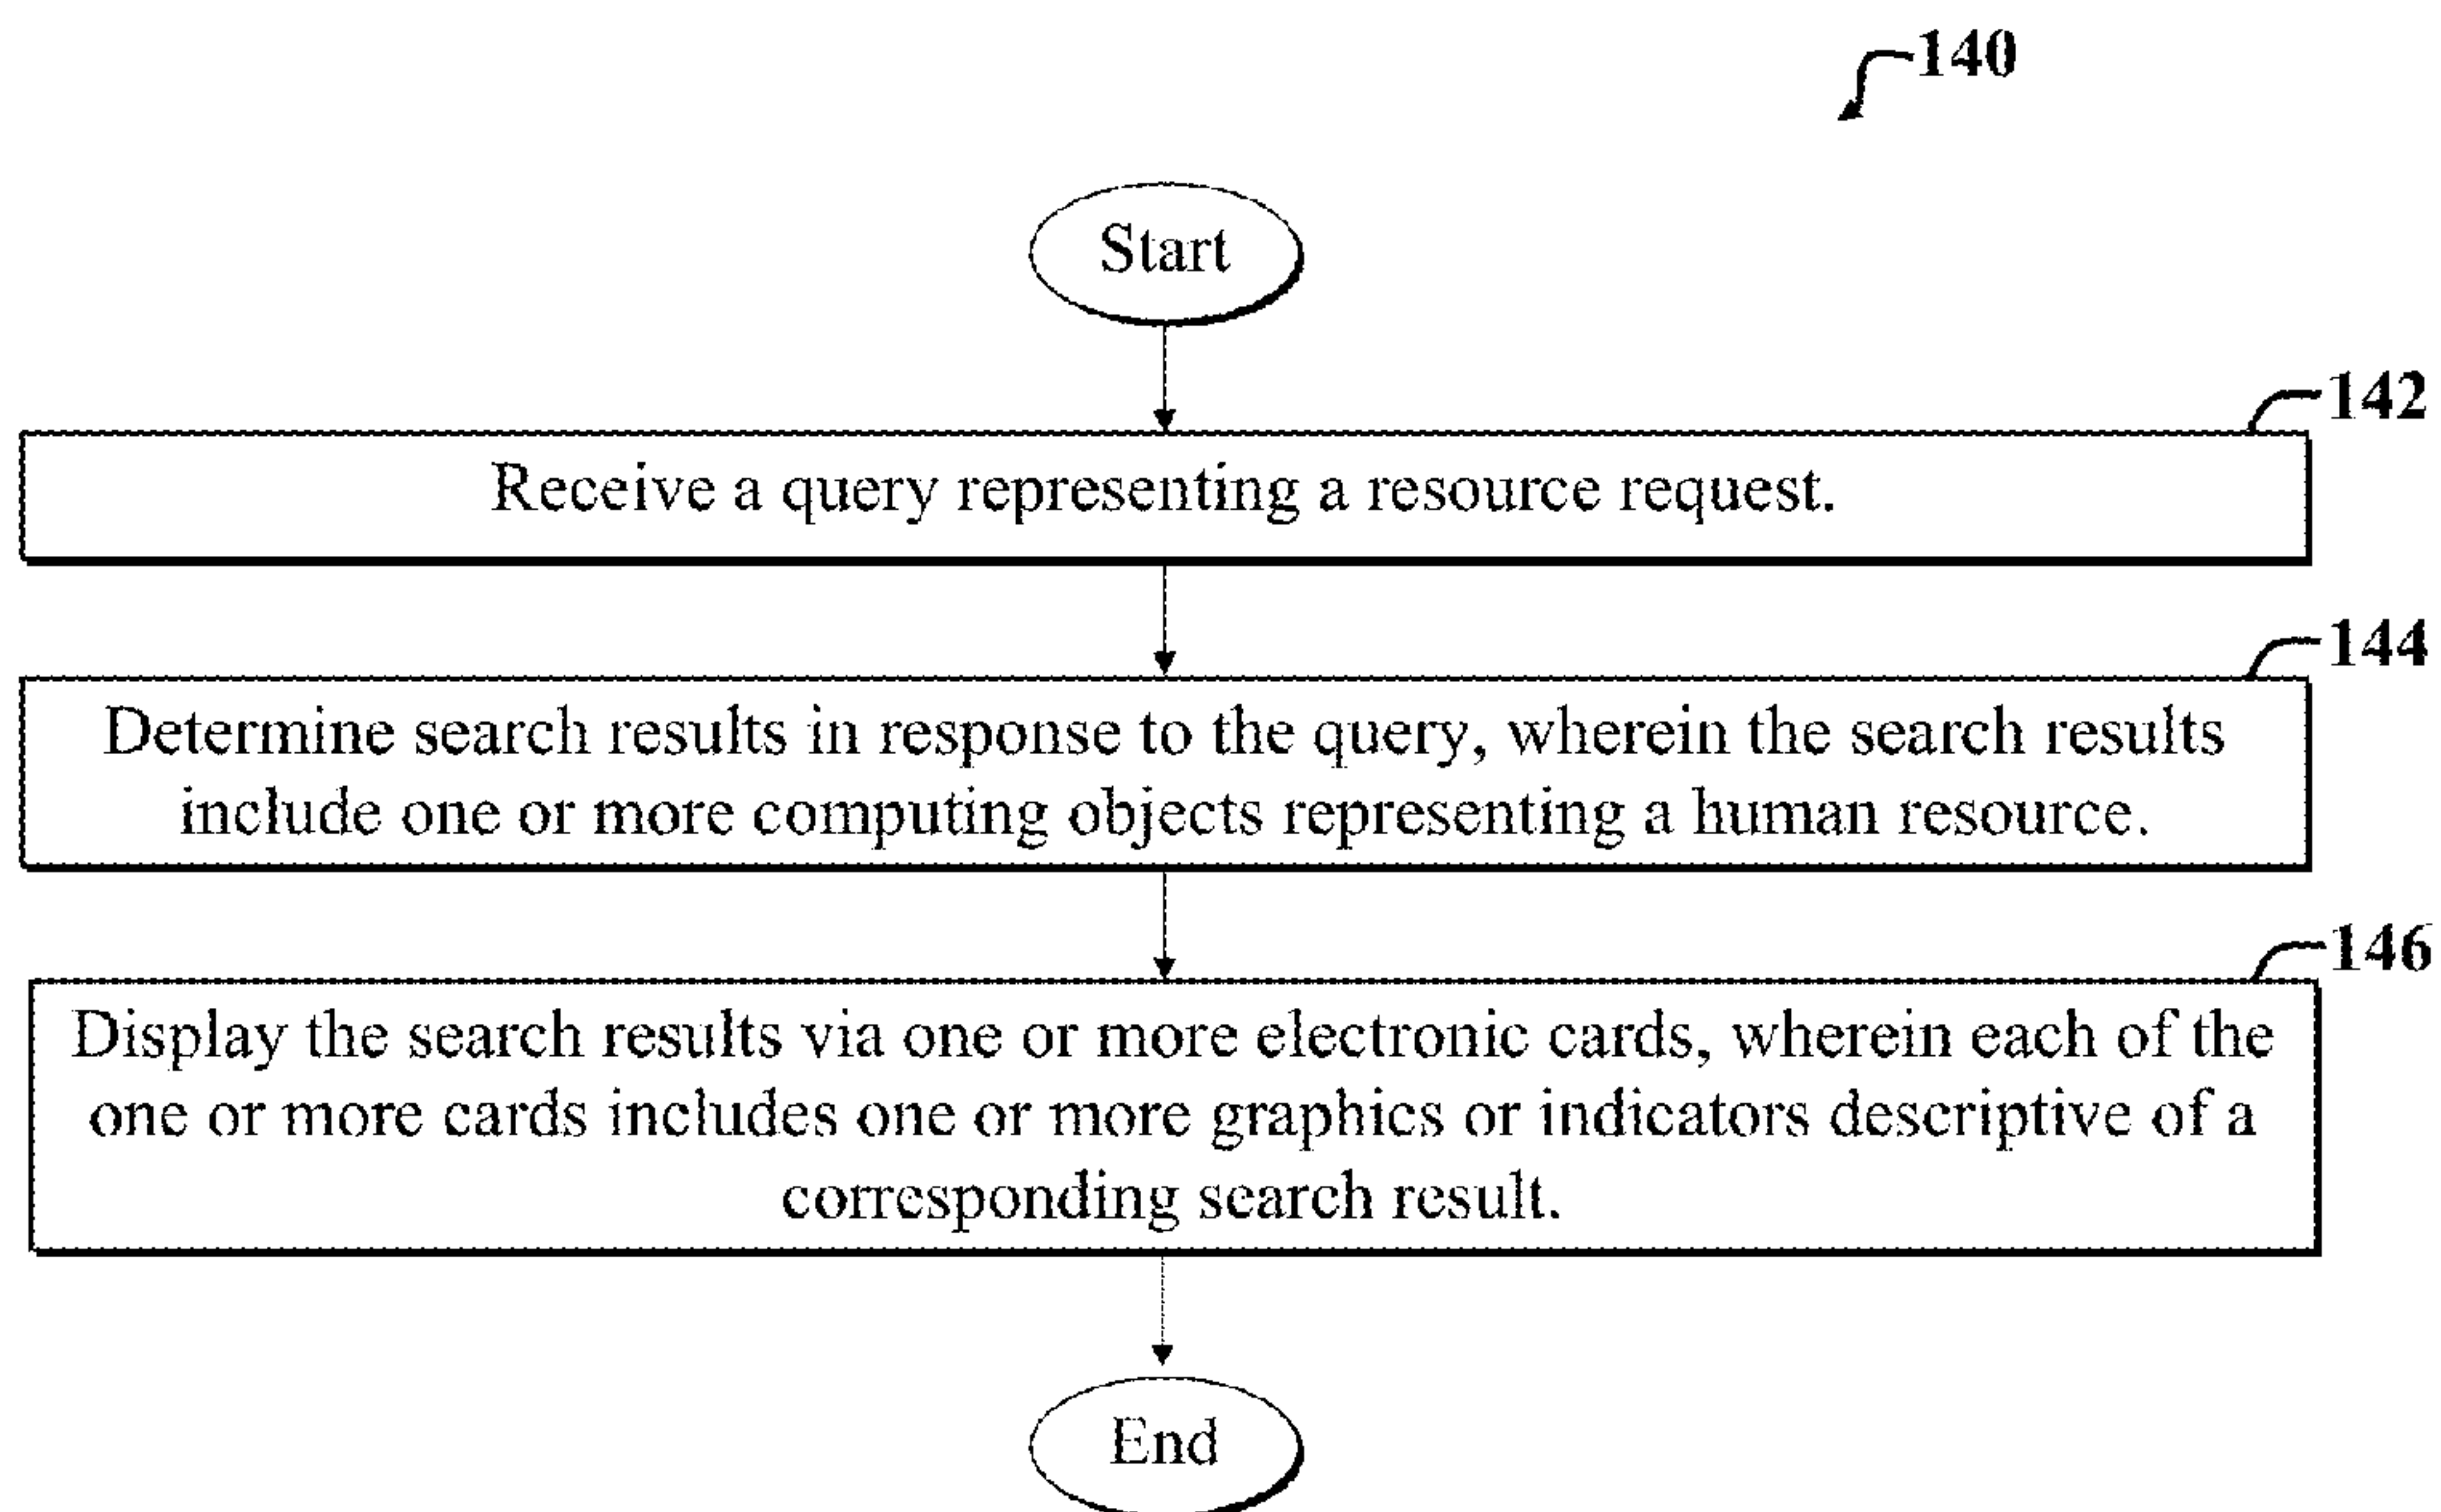 140
Start
142
Receive a query representing a resource request.
144
Determine search results in response to the query, wherein the search results
include one or more computing objects representing a human resource.
146
Display the search results via one or more electronic cards, wherein each of the
one or more cards includes one or more graphics or indicators descriptive of a
corresponding search result.
End